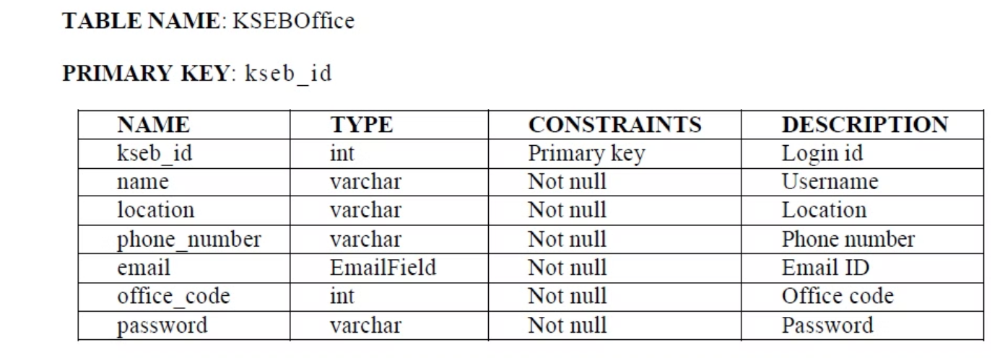 TABLE NAME: KSEBOffice
PRIMARY KEY: kseb_id
NAME TYPE CONSTRAINTS DESCRIPTION
kseb_id int Primary key Login id
name varchar Not null Username
location varchar Not null Location
phone_number varchar Not null Phone number
email EmailField Not null Email ID
office_code int Not null Office code
password varchar Not null Password